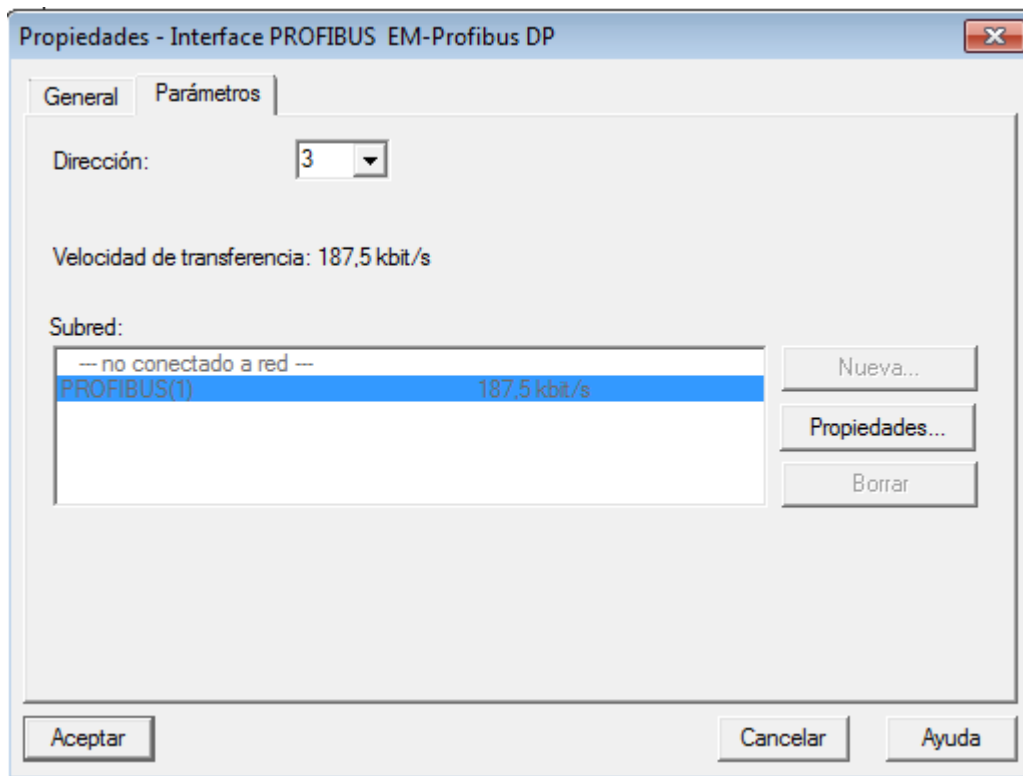 Propiedades - Interface PROFIBUS  EM-Profibus DP
General
Parámetros
Dirección:
3
Velocidad de transferencia: 187,5 kbit/s
Subred:
--- no conectado a red ---
PROFIBUS(1) 187,5 kbit/s
Nueva...
Propiedades...
Borrar
Aceptar
Cancelar
Ayuda